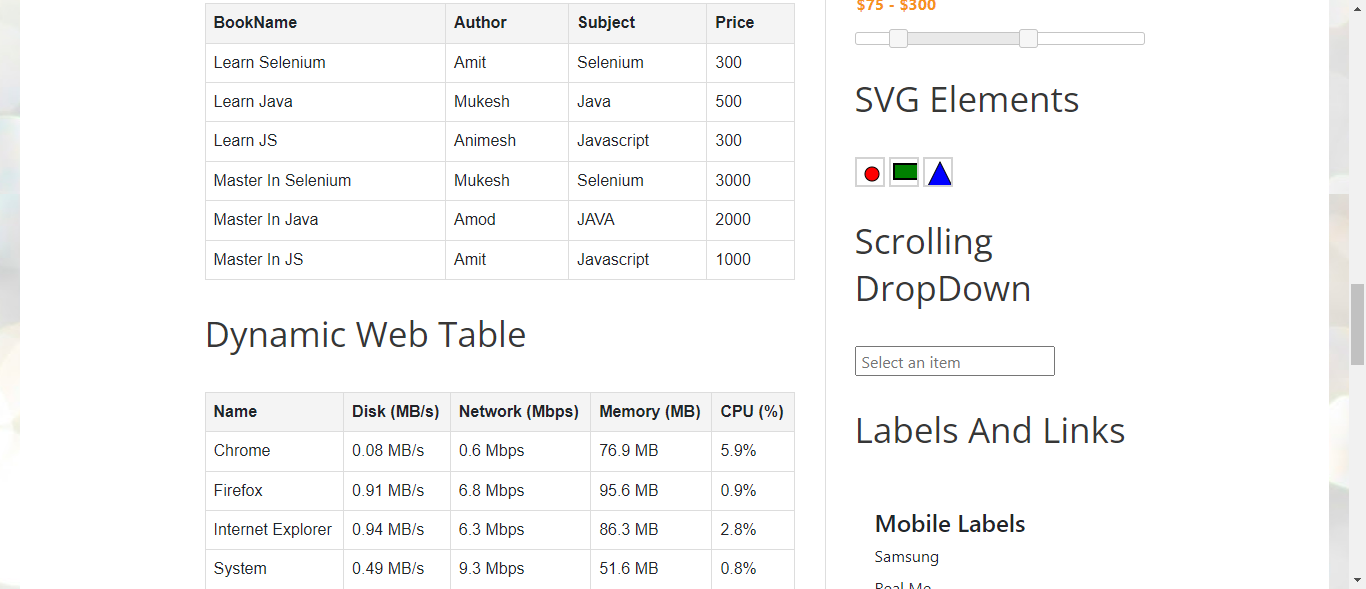 BookName Author Subject Price
Learn Selenium Amit Selenium 300
Learn Java Mukesh Java 500
Learn JS Animesh Javascript 300
Master In Selenium Mukesh Selenium 3000
Master In Java Amod JAVA 2000
Master In JS Amit Javascript 1000
Dynamic Web Table
Name Disk (MB/s) Network (Mbps) Memory (MB) CPU (%)
Chrome 0.08 MB/s 0.6 Mbps 76.9 MB 5.9%
Firefox 0.91 MB/s 6.8 Mbps 95.6 MB 0.9%
Internet Explorer 0.94 MB/s 6.3 Mbps 86.3 MB 2.8%
System 0.49 MB/s 9.3 Mbps 51.6 MB 0.8%
$75 - $300
SVG Elements
Scrolling
DropDown
Select an item
Labels And Links
Mobile Labels
Samsung
Real Me